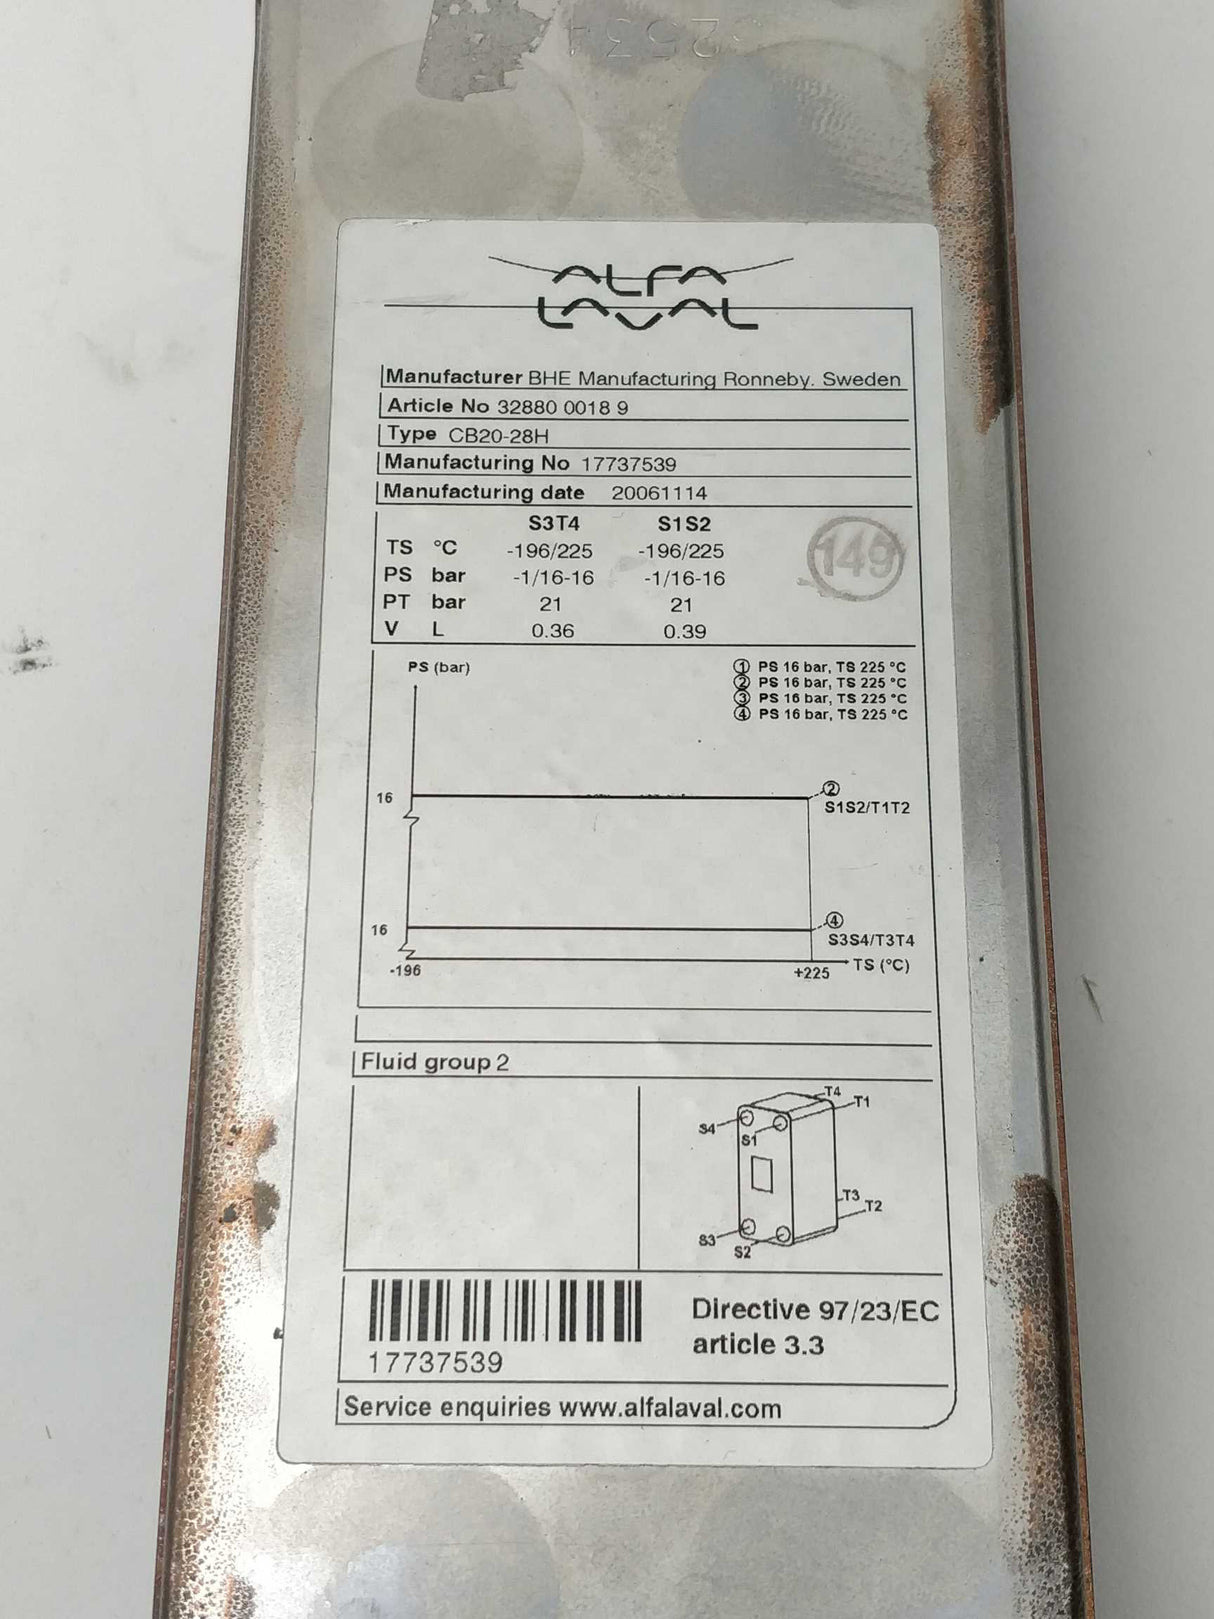 2534
ALFA
LAVAL
Manufacturer BHE Manufacturing Ronneby. Sweden
Article No 32880 0018 9
Type CB20-28H
Manufacturing No 17737539
Manufacturing date 20061114
S3T4 S1S2
TS °C -196/225 -196/225
PS bar -1/16-16 -1/16-16
PT bar 21 21
V L 0.36 0.39
149
PS (bar)
① PS 16 bar, TS 225 °C
② PS 16 bar, TS 225 °C
③ PS 16 bar, TS 225 °C
④ PS 16 bar, TS 225 °C
16
②
S1S2/T1T2
16
④
S3S4/T3T4
-196
+225
TS (°C)
Fluid group 2
T4
T1
S4
S1
T3
T2
S3
S2
17737539
Directive 97/23/EC
article 3.3
Service enquiries www.alfalaval.com